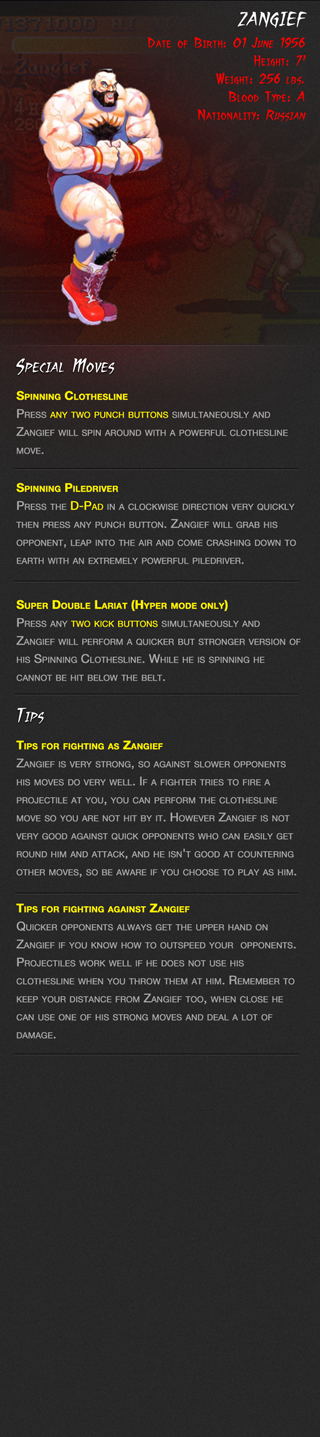 1371000 HI
Zangief
ZANGIEF
Date of Birth: 01 June 1956
Height: 7'
Weight: 256 lbs.
Blood Type: A
Nationality: Russian
Special Moves
Spinning Clothesline
Press any two punch buttons simultaneously and
Zangief will spin around with a powerful clothesline
move.
Spinning Piledriver
Press the D-Pad in a clockwise direction very quickly
then press any punch button. Zangief will grab his
opponent, leap into the air and come crashing down to
earth with an extremely powerful piledriver.
Super Double Lariat (Hyper mode only)
Press any two kick buttons simultaneously and
Zangief will perform a quicker but stronger version of
his Spinning Clothesline. While he is spinning he
cannot be hit below the belt.
Tips
Tips for fighting as Zangief
Zangief is very strong, so against slower opponents
his moves do very well. If a fighter tries to fire a
projectile at you, you can perform the clothesline
move so you are not hit by it. However Zangief is not
very good against quick opponents who can easily get
round him and attack, and he isn't good at countering
other moves, so be aware if you choose to play as him.
Tips for fighting against Zangief
Quicker opponents always get the upper hand on
Zangief if you know how to outspeed your  opponents.
Projectiles work well if he does not use his
clothesline when you throw them at him. Remember to
keep your distance from Zangief too, when close he
can use one of his strong moves and deal a lot of
damage.